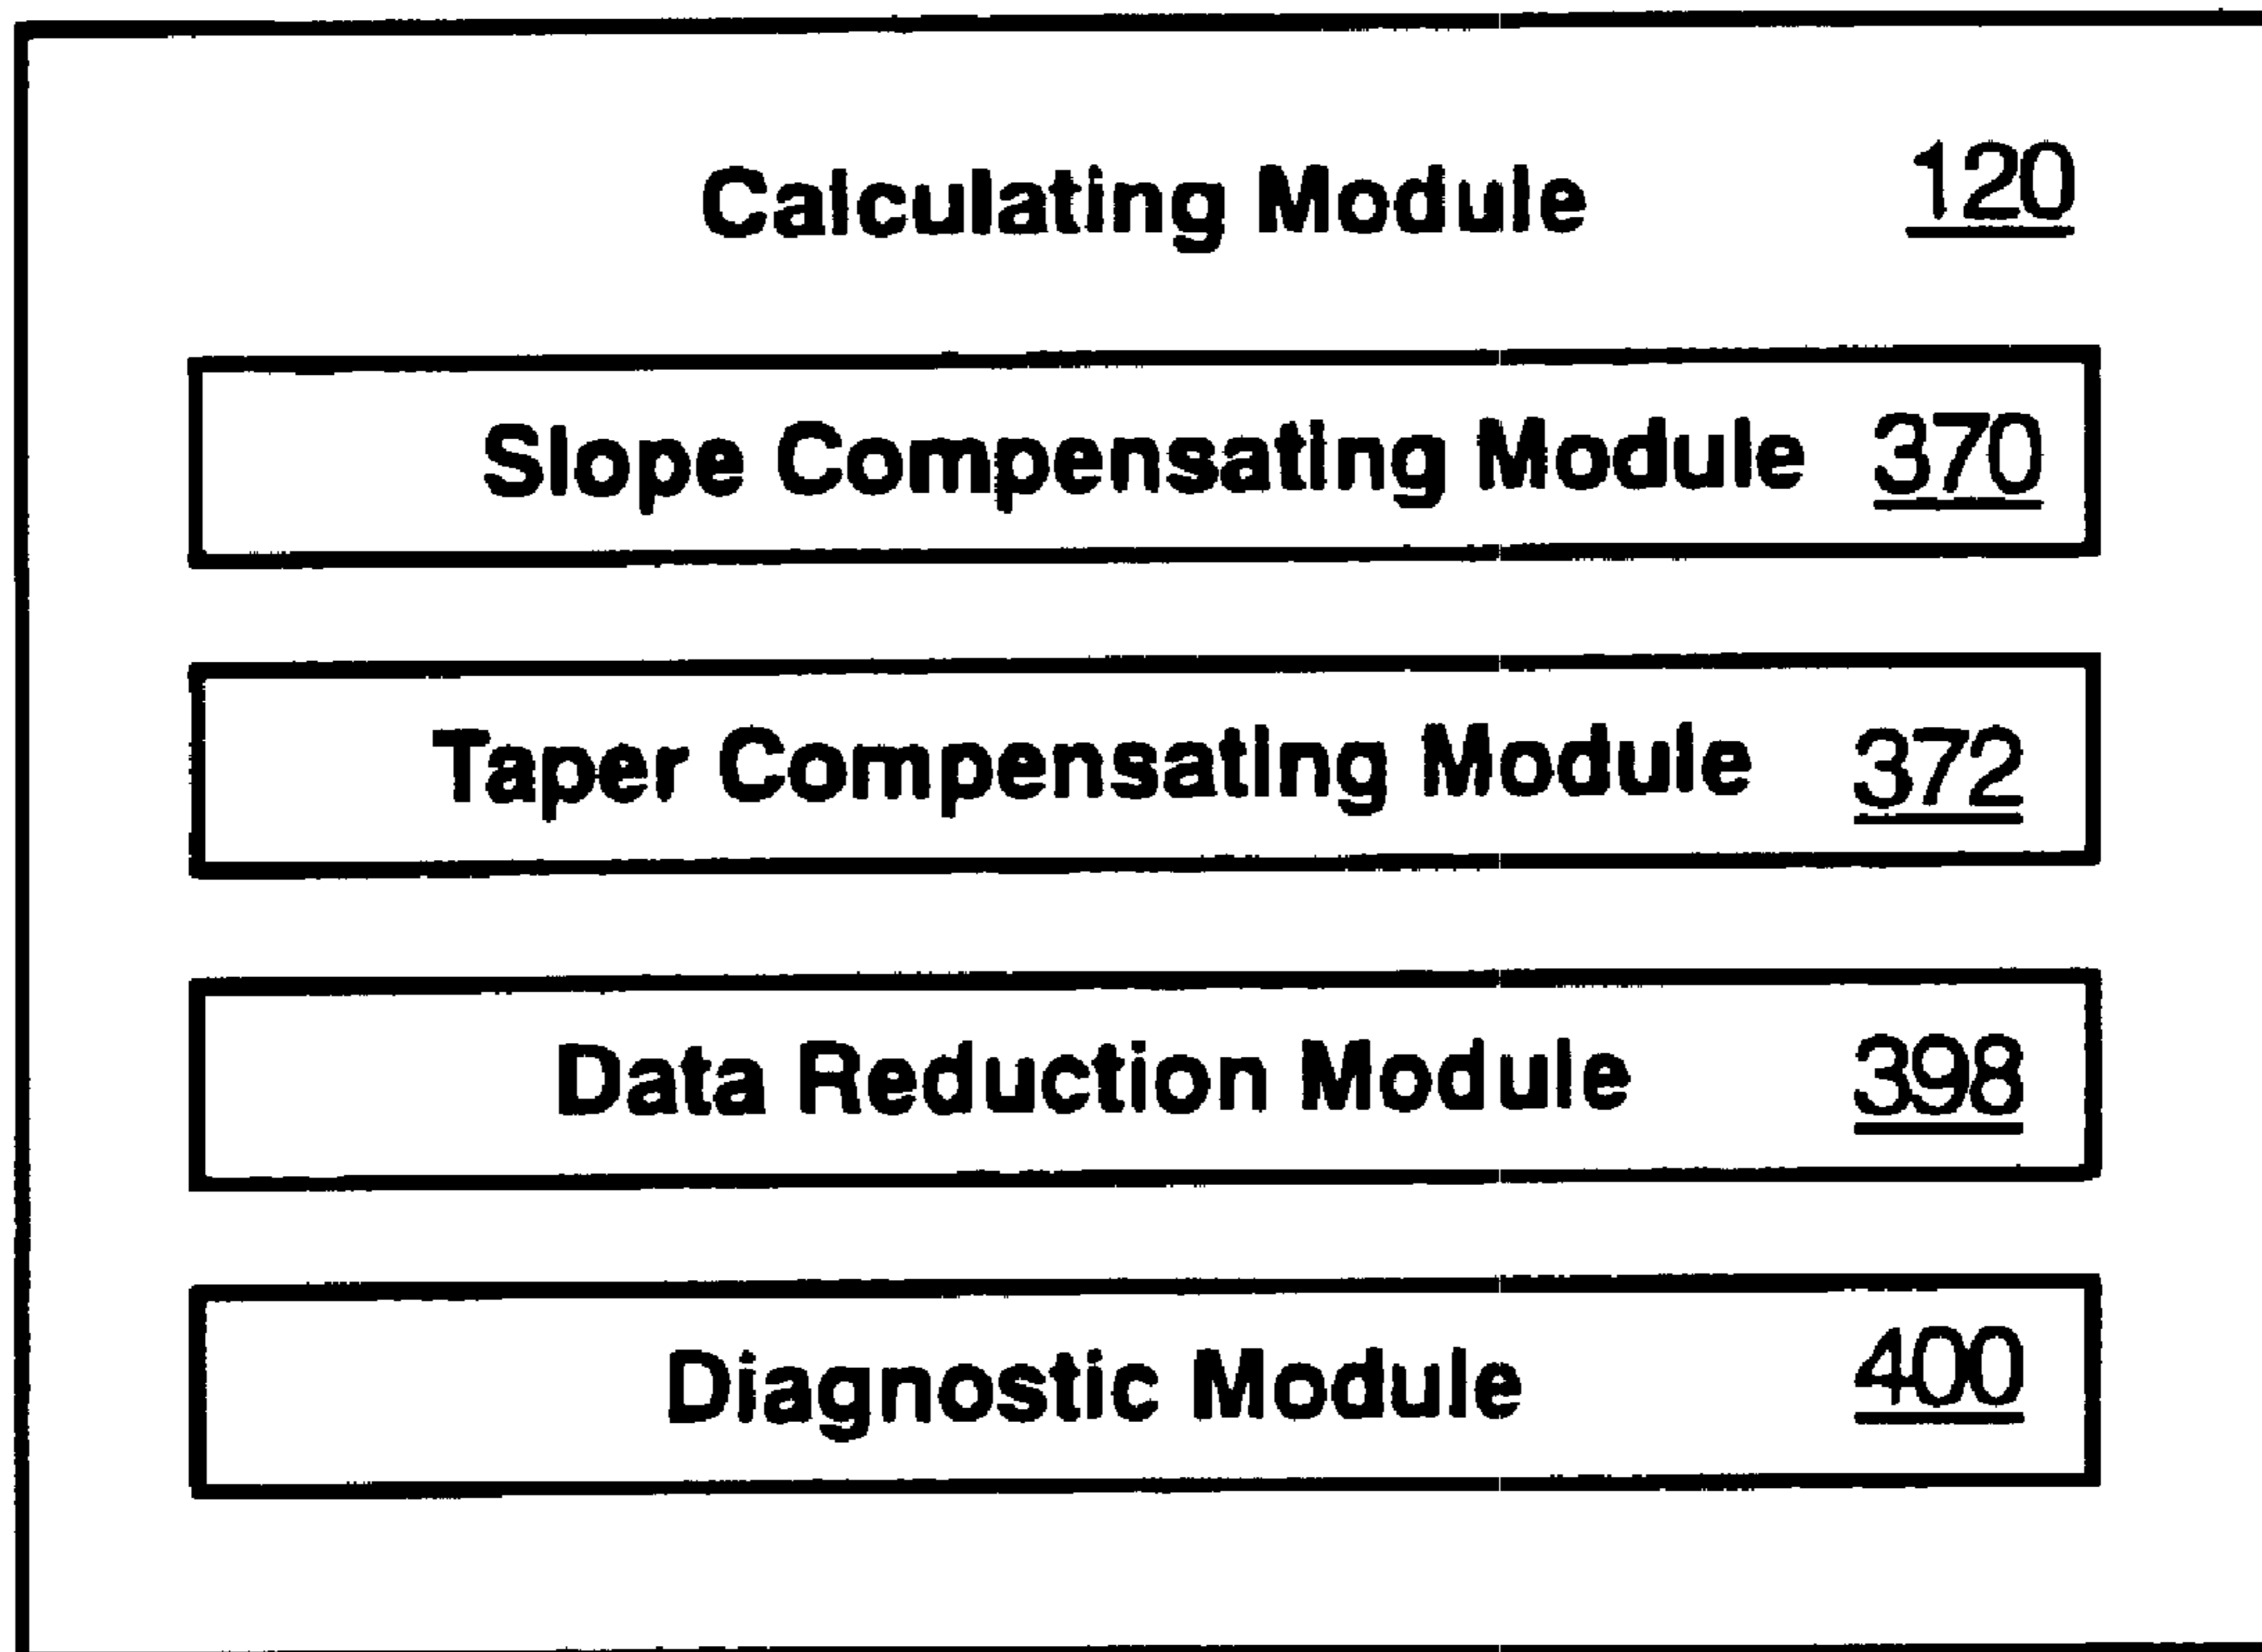 Calculating Module 120
Slope Compensating Module 370
Taper Compensating Module 372
Data Reduction Module 398
Diagnostic Module 400